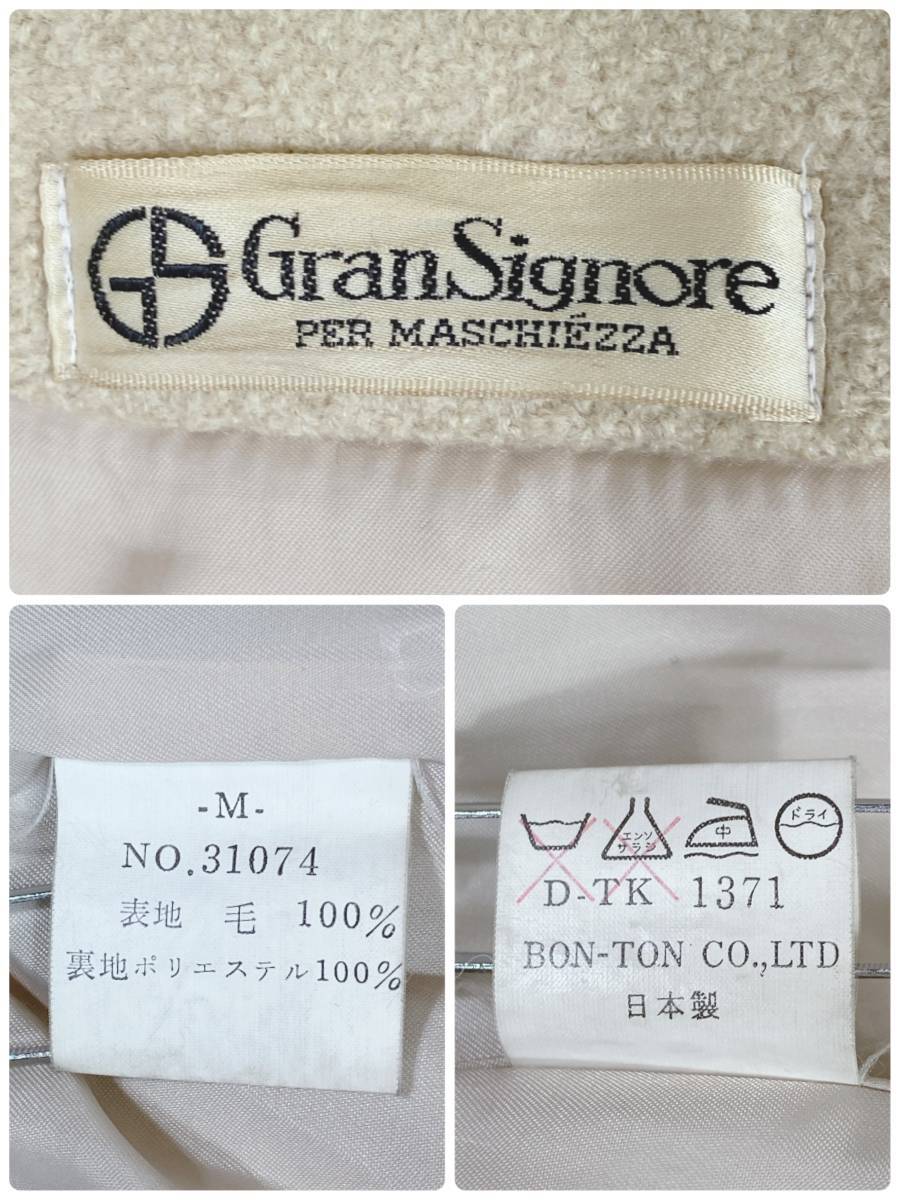 GS GranSignore
PER MASCHIÉZZA
-M-
NO.31074
表地 毛 100%
裏地ポリエステル100%
エンソ
サラシ
中
ドライ
D-TK 1371
BON-TON CO.,LTD
日本製